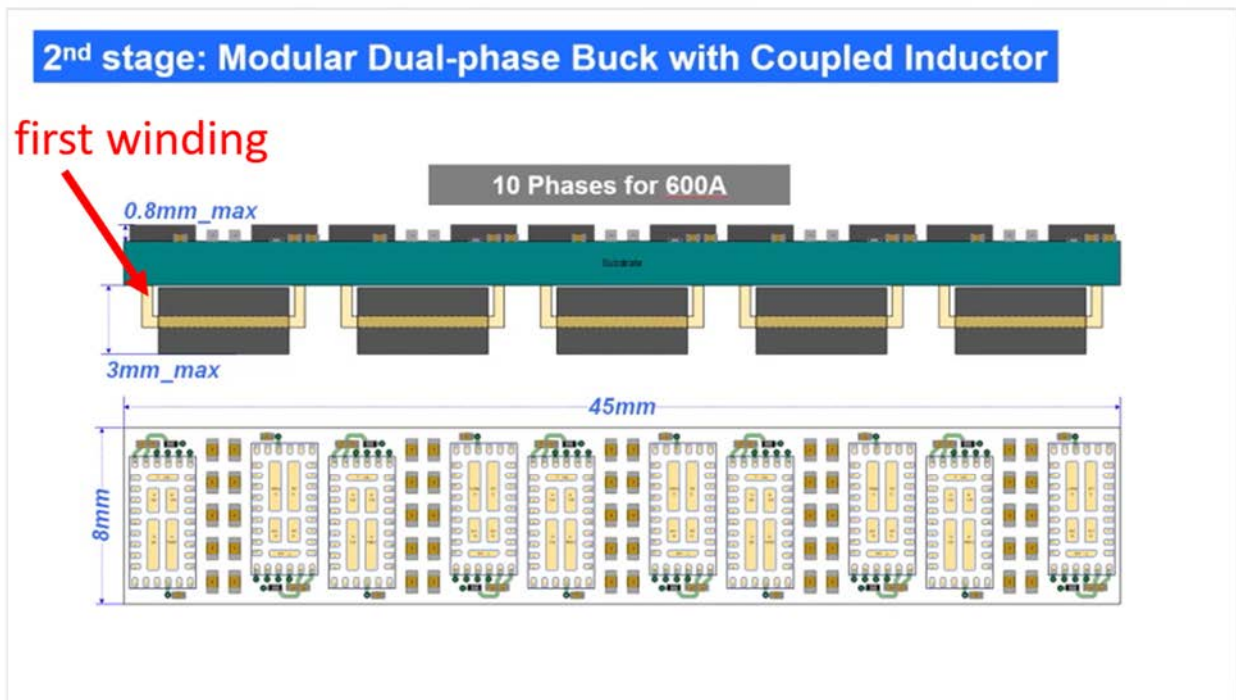 2nd stage: Modular Dual-phase Buck with Coupled Inductor
first winding
10 Phases for 600A
0.8mm_max
Substrate
3mm_max
45mm
8mm